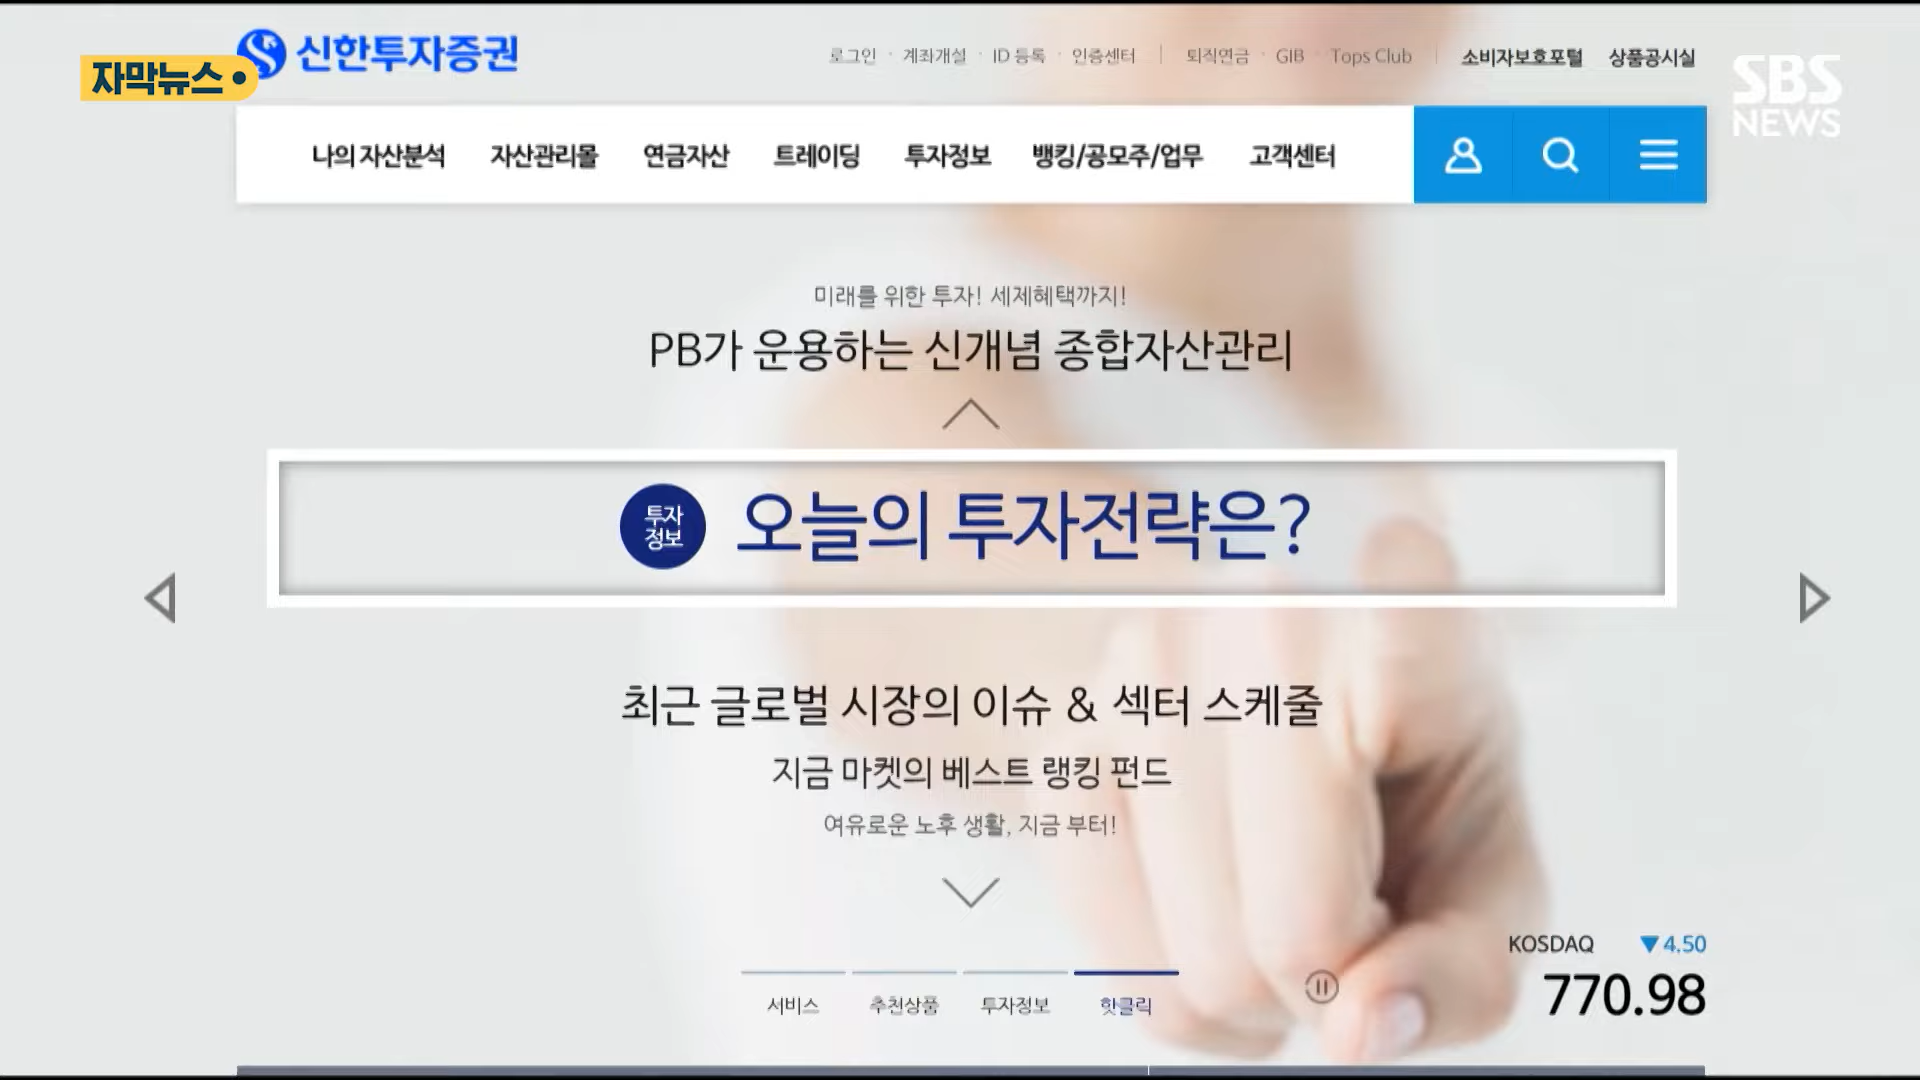 신한투자증권
자막뉴스
로그인 · 계좌개설 · ID 등록 · 인증센터 | 퇴직연금 · GIB · Tops Club | 소비자보호포털 상품공시실
SBS
NEWS
나의 자산분석 자산관리몰 연금자산 트레이딩 투자정보 뱅킹/공모주/업무 고객센터
미래를 위한 투자! 세제혜택까지!
PB가 운용하는 신개념 종합자산관리
투자
정보
오늘의 투자전략은?
최근 글로벌 시장의 이슈 & 섹터 스케줄
지금 마켓의 베스트 랭킹 펀드
여유로운 노후 생활, 지금 부터!
KOSDAQ ▼4.50
770.98
서비스 추천상품 투자정보 핫클릭